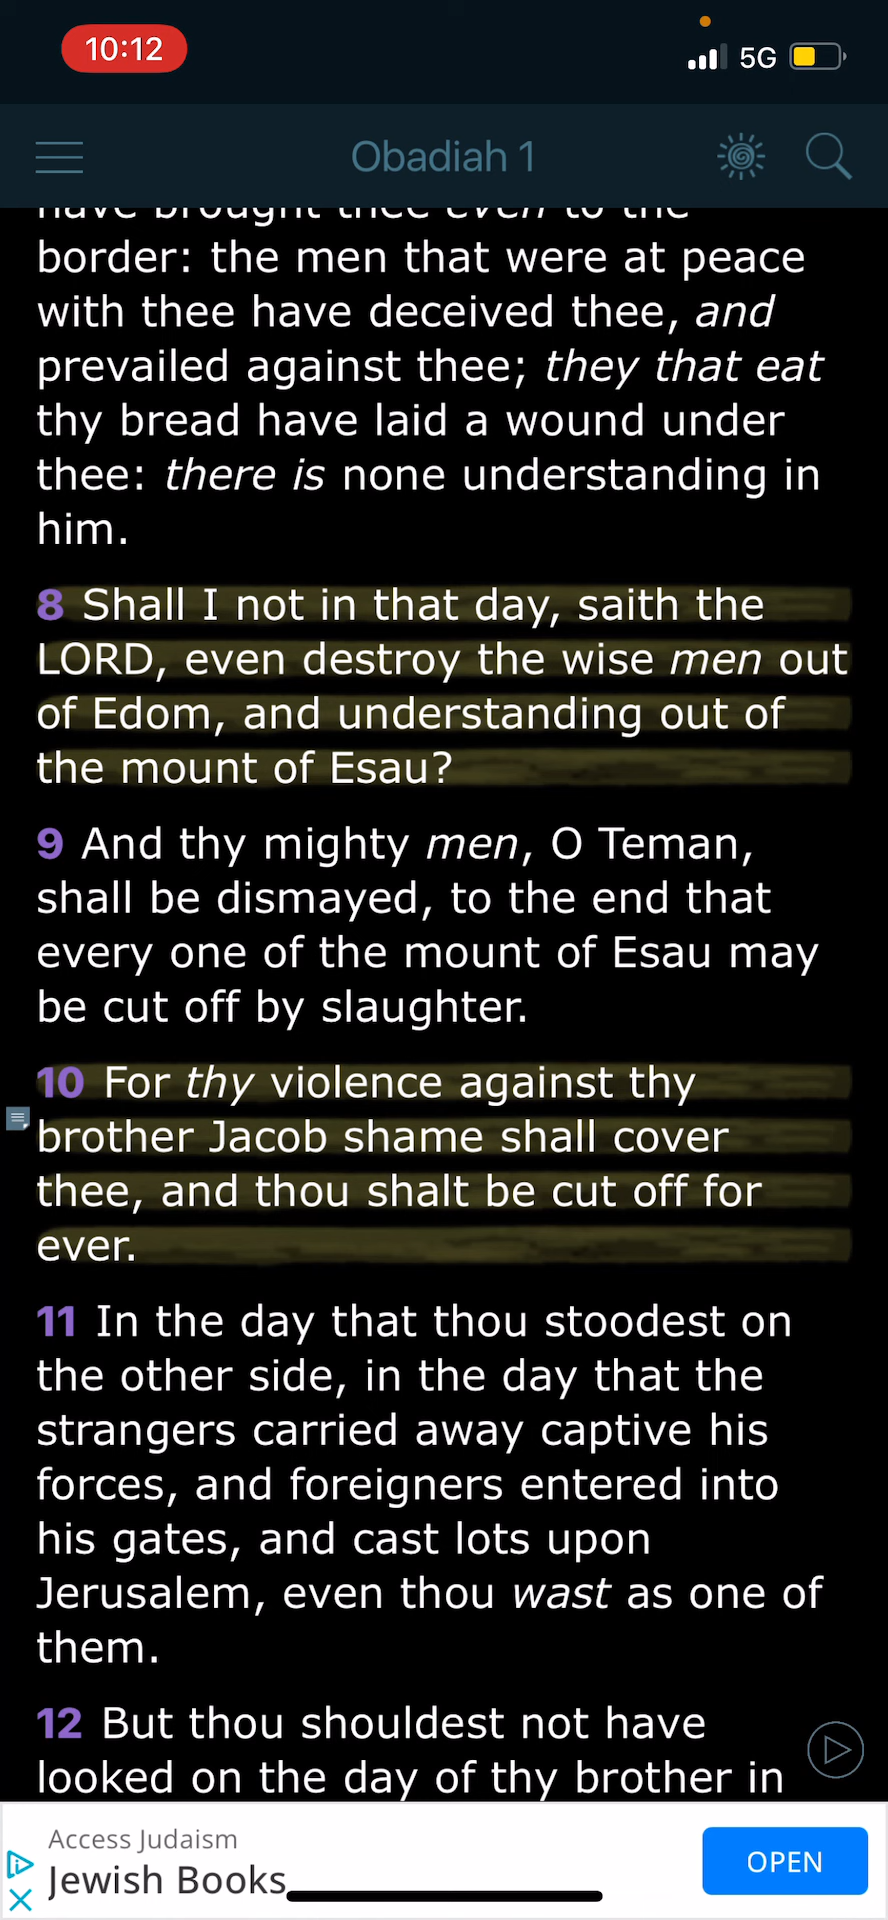 10:12
5G
Obadiah 1
have brought thee even to the
border: the men that were at peace
with thee have deceived thee, and
prevailed against thee; they that eat
thy bread have laid a wound under
thee: there is none understanding in
him.
8 Shall I not in that day, saith the
LORD, even destroy the wise men out
of Edom, and understanding out of
the mount of Esau?
9 And thy mighty men, O Teman,
shall be dismayed, to the end that
every one of the mount of Esau may
be cut off by slaughter.
10 For thy violence against thy
brother Jacob shame shall cover
thee, and thou shalt be cut off for
ever.
11 In the day that thou stoodest on
the other side, in the day that the
strangers carried away captive his
forces, and foreigners entered into
his gates, and cast lots upon
Jerusalem, even thou wast as one of
them.
12 But thou shouldest not have
looked on the day of thy brother in
Access Judaism
Jewish Books
OPEN